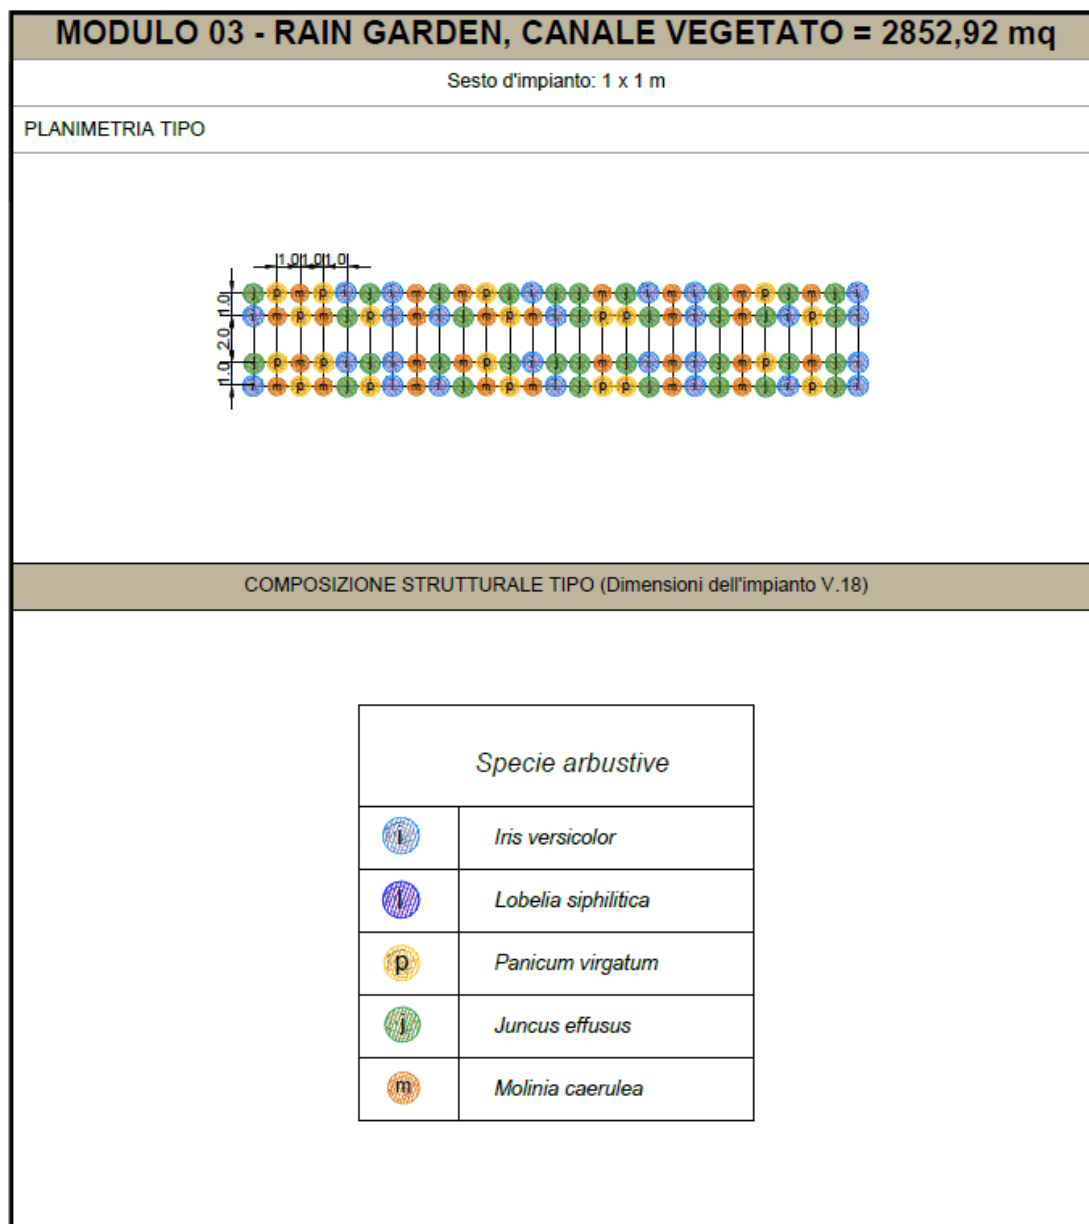 MODULO 03 - RAIN GARDEN, CANALE VEGETATO = 2852,92 mq
Sesto d'impianto: 1 x 1 m
PLANIMETRIA TIPO
1.0 1.0 1.0
1.0
2.0
1.0
COMPOSIZIONE STRUTTURALE TIPO (Dimensioni dell'impianto V.18)
Specie arbustive
i Iris versicolor
l Lobelia siphilitica
p Panicum virgatum
j Juncus effusus
m Molinia caerulea